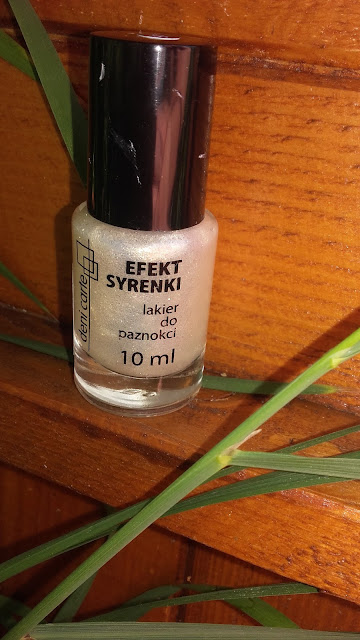 deni carte
EFEKT
SYRENKI
lakier
do
paznokci
10 ml